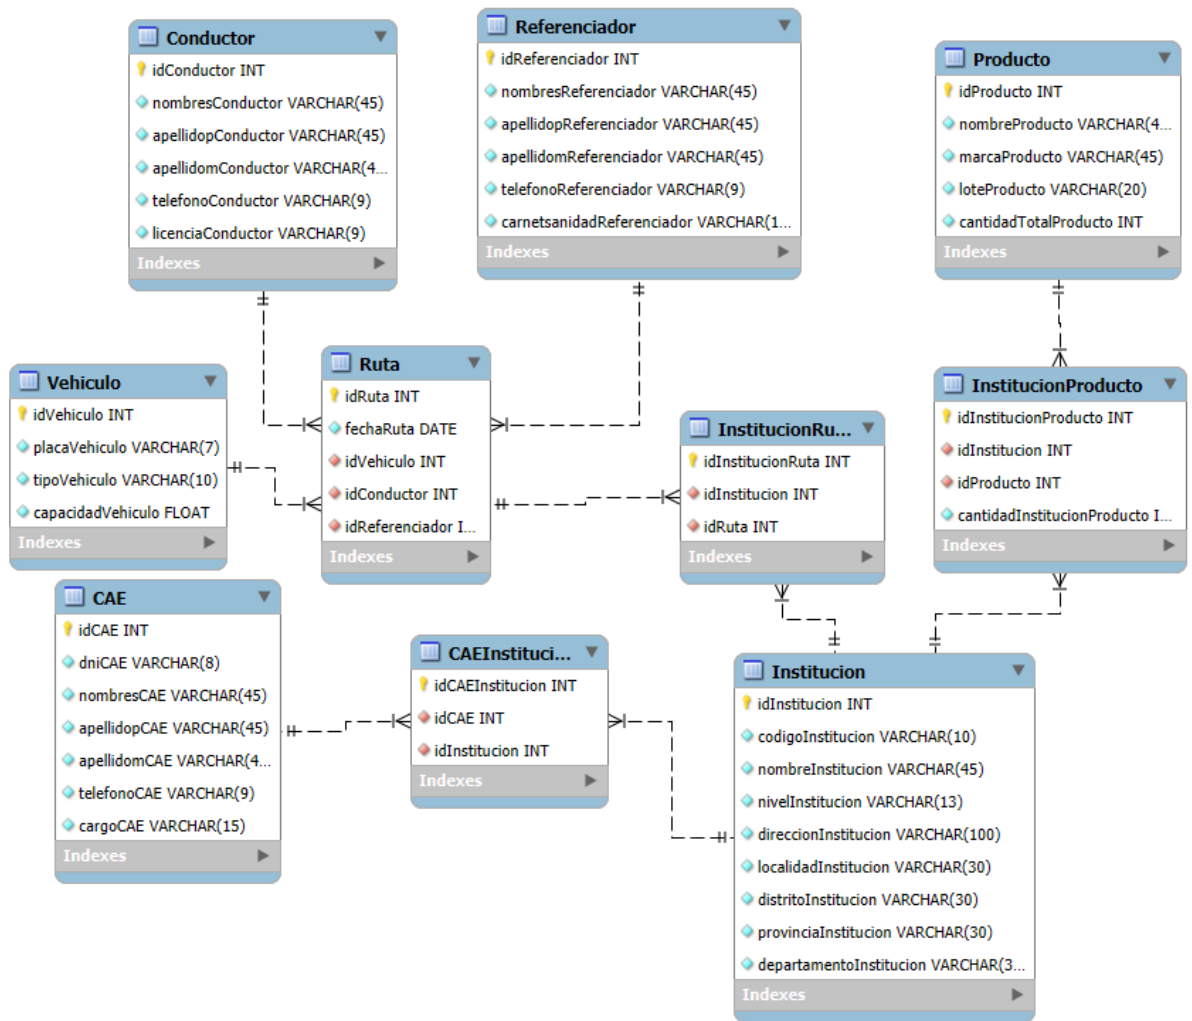 Conductor
idConductor INT
nombresConductor VARCHAR(45)
apellidopConductor VARCHAR(45)
apellidomConductor VARCHAR(4...
telefonoConductor VARCHAR(9)
licenciaConductor VARCHAR(9)
Indexes
Referenciador
idReferenciador INT
nombresReferenciador VARCHAR(45)
apellidopReferenciador VARCHAR(45)
apellidomReferenciador VARCHAR(45)
telefonoReferenciador VARCHAR(9)
carnetsanidadReferenciador VARCHAR(1...
Indexes
Producto
idProducto INT
nombreProducto VARCHAR(4...
marcaProducto VARCHAR(45)
loteProducto VARCHAR(20)
cantidadTotalProducto INT
Indexes
Vehiculo
idVehiculo INT
placaVehiculo VARCHAR(7)
tipoVehiculo VARCHAR(10)
capacidadVehiculo FLOAT
Indexes
Ruta
idRuta INT
fechaRuta DATE
idVehiculo INT
idConductor INT
idReferenciador I...
Indexes
InstitucionRu...
idInstitucionRuta INT
idInstitucion INT
idRuta INT
Indexes
InstitucionProducto
idInstitucionProducto INT
idInstitucion INT
idProducto INT
cantidadInstitucionProducto I...
Indexes
CAE
idCAE INT
dniCAE VARCHAR(8)
nombresCAE VARCHAR(45)
apellidopCAE VARCHAR(45)
apellidomCAE VARCHAR(4...
telefonoCAE VARCHAR(9)
cargoCAE VARCHAR(15)
Indexes
CAEInstituci...
idCAEInstitucion INT
idCAE INT
idInstitucion INT
Indexes
Institucion
idInstitucion INT
codigoInstitucion VARCHAR(10)
nombreInstitucion VARCHAR(45)
nivelInstitucion VARCHAR(13)
direccionInstitucion VARCHAR(100)
localidadInstitucion VARCHAR(30)
distritoInstitucion VARCHAR(30)
provinciaInstitucion VARCHAR(30)
departamentoInstitucion VARCHAR(3...
Indexes